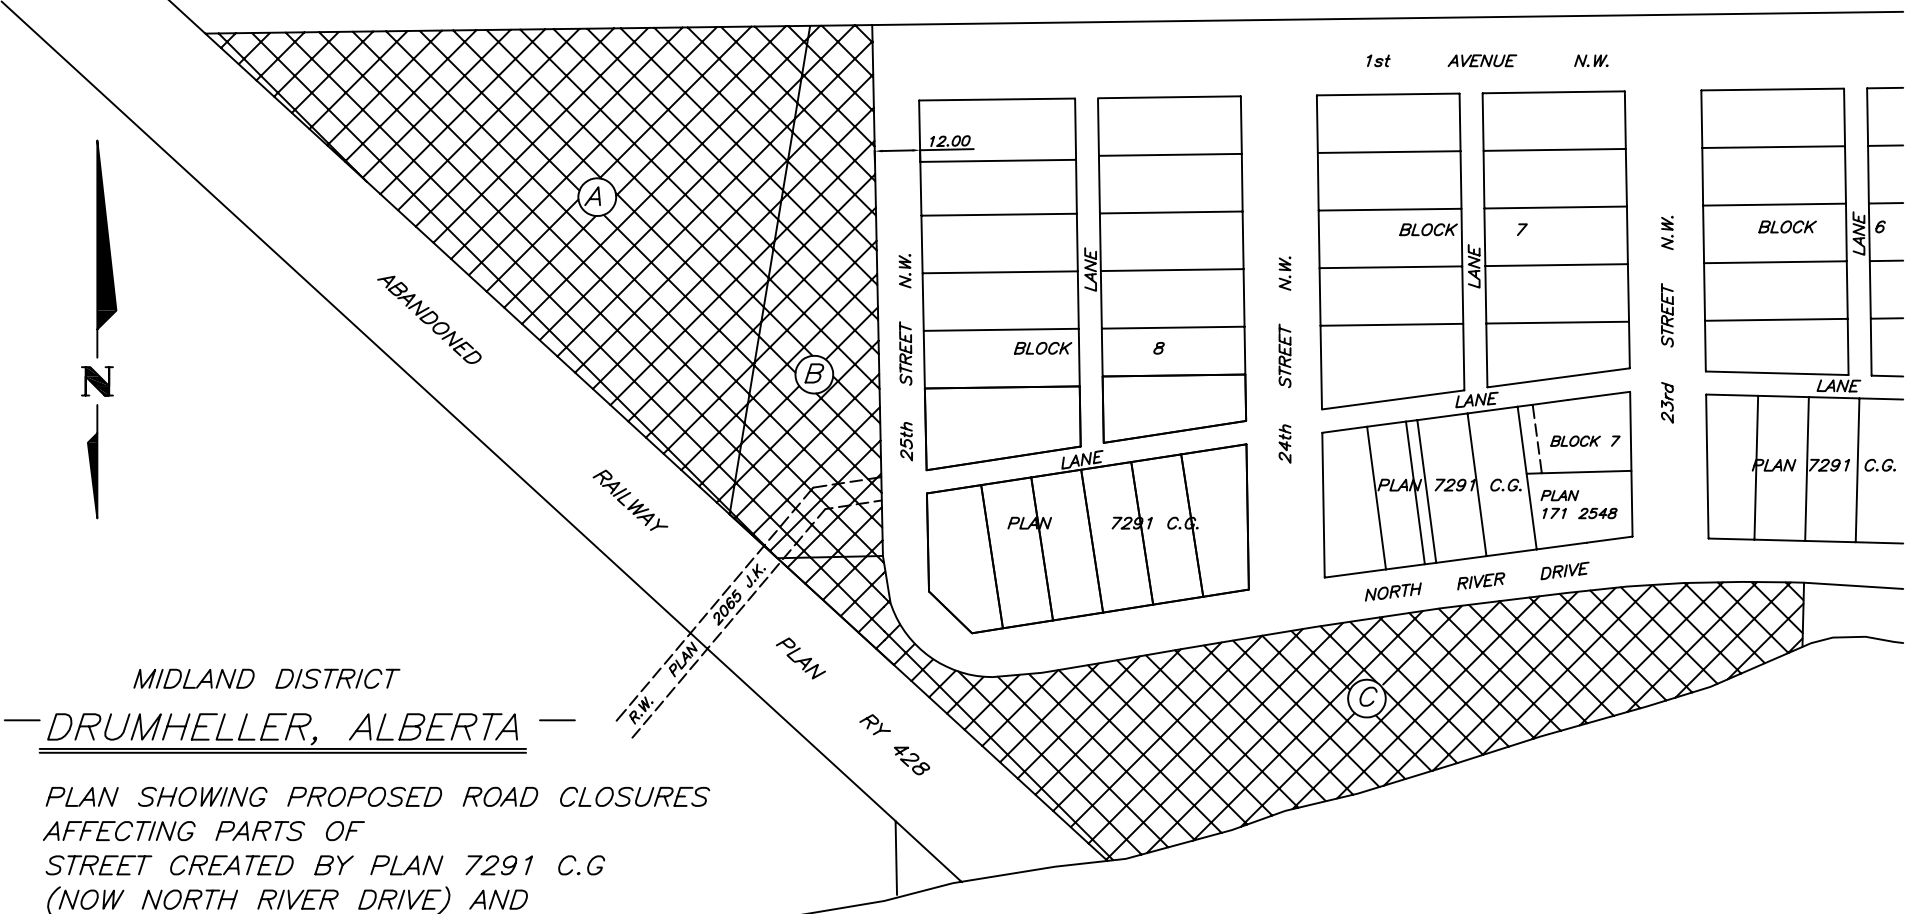 1st AVENUE N.W.
12.00
A
B
C
N
25th STREET N.W.
LANE
BLOCK 8
LANE
PLAN 7291 C.G.
24th STREET N.W.
BLOCK 7
LANE
LANE
PLAN 7291 C.G.
BLOCK 7
PLAN
171 2548
23rd STREET N.W.
BLOCK 6
LANE
LANE
PLAN 7291 C.G.
NORTH RIVER DRIVE
ABANDONED RAILWAY PLAN RY 428
R.W. PLAN 2065 J.K.
MIDLAND DISTRICT
DRUMHELLER, ALBERTA
PLAN SHOWING PROPOSED ROAD CLOSURES
AFFECTING PARTS OF
STREET CREATED BY PLAN 7291 C.G
(NOW NORTH RIVER DRIVE) AND